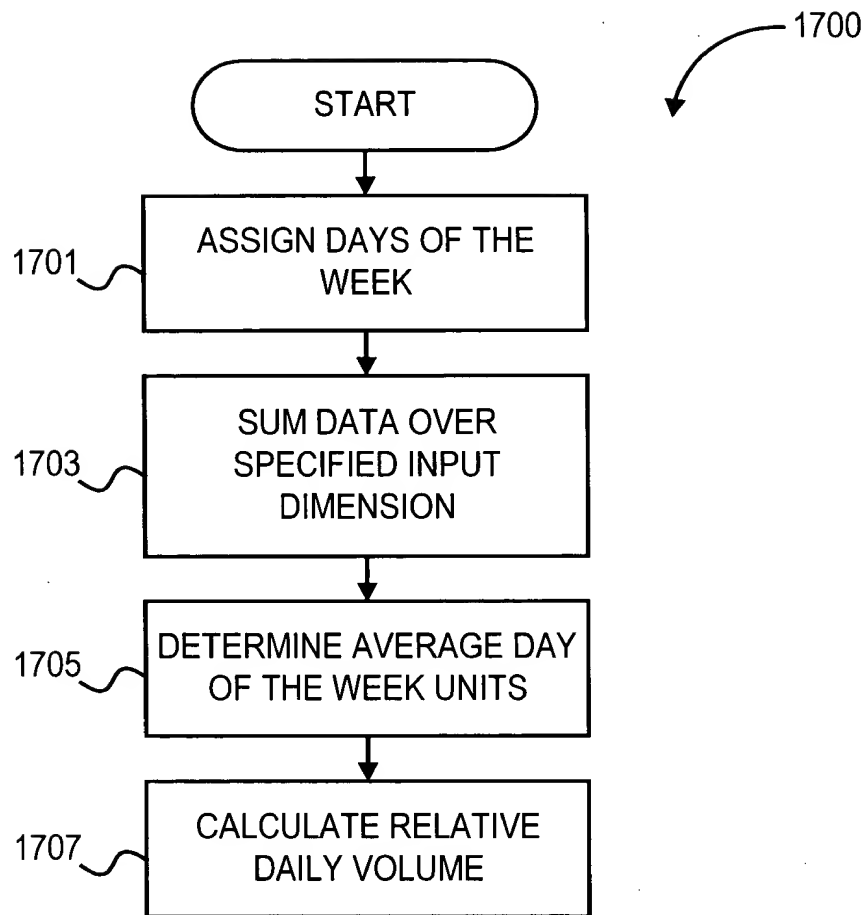 1700
START
1701
ASSIGN DAYS OF THE
WEEK
1703
SUM DATA OVER
SPECIFIED INPUT
DIMENSION
1705
DETERMINE AVERAGE DAY
OF THE WEEK UNITS
1707
CALCULATE RELATIVE
DAILY VOLUME